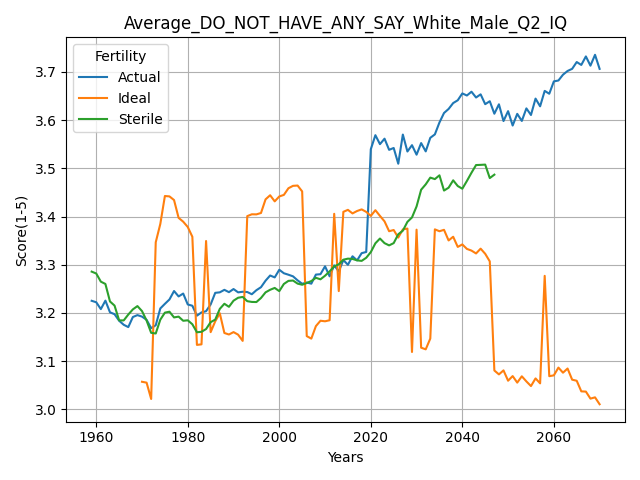 Average_DO_NOT_HAVE_ANY_SAY_White_Male_Q2_IQ
Fertility
Actual
Ideal
Sterile
Score(1-5)
3.7
3.6
3.5
3.4
3.3
3.2
3.1
3.0
1960 1980 2000 2020 2040 2060
Years